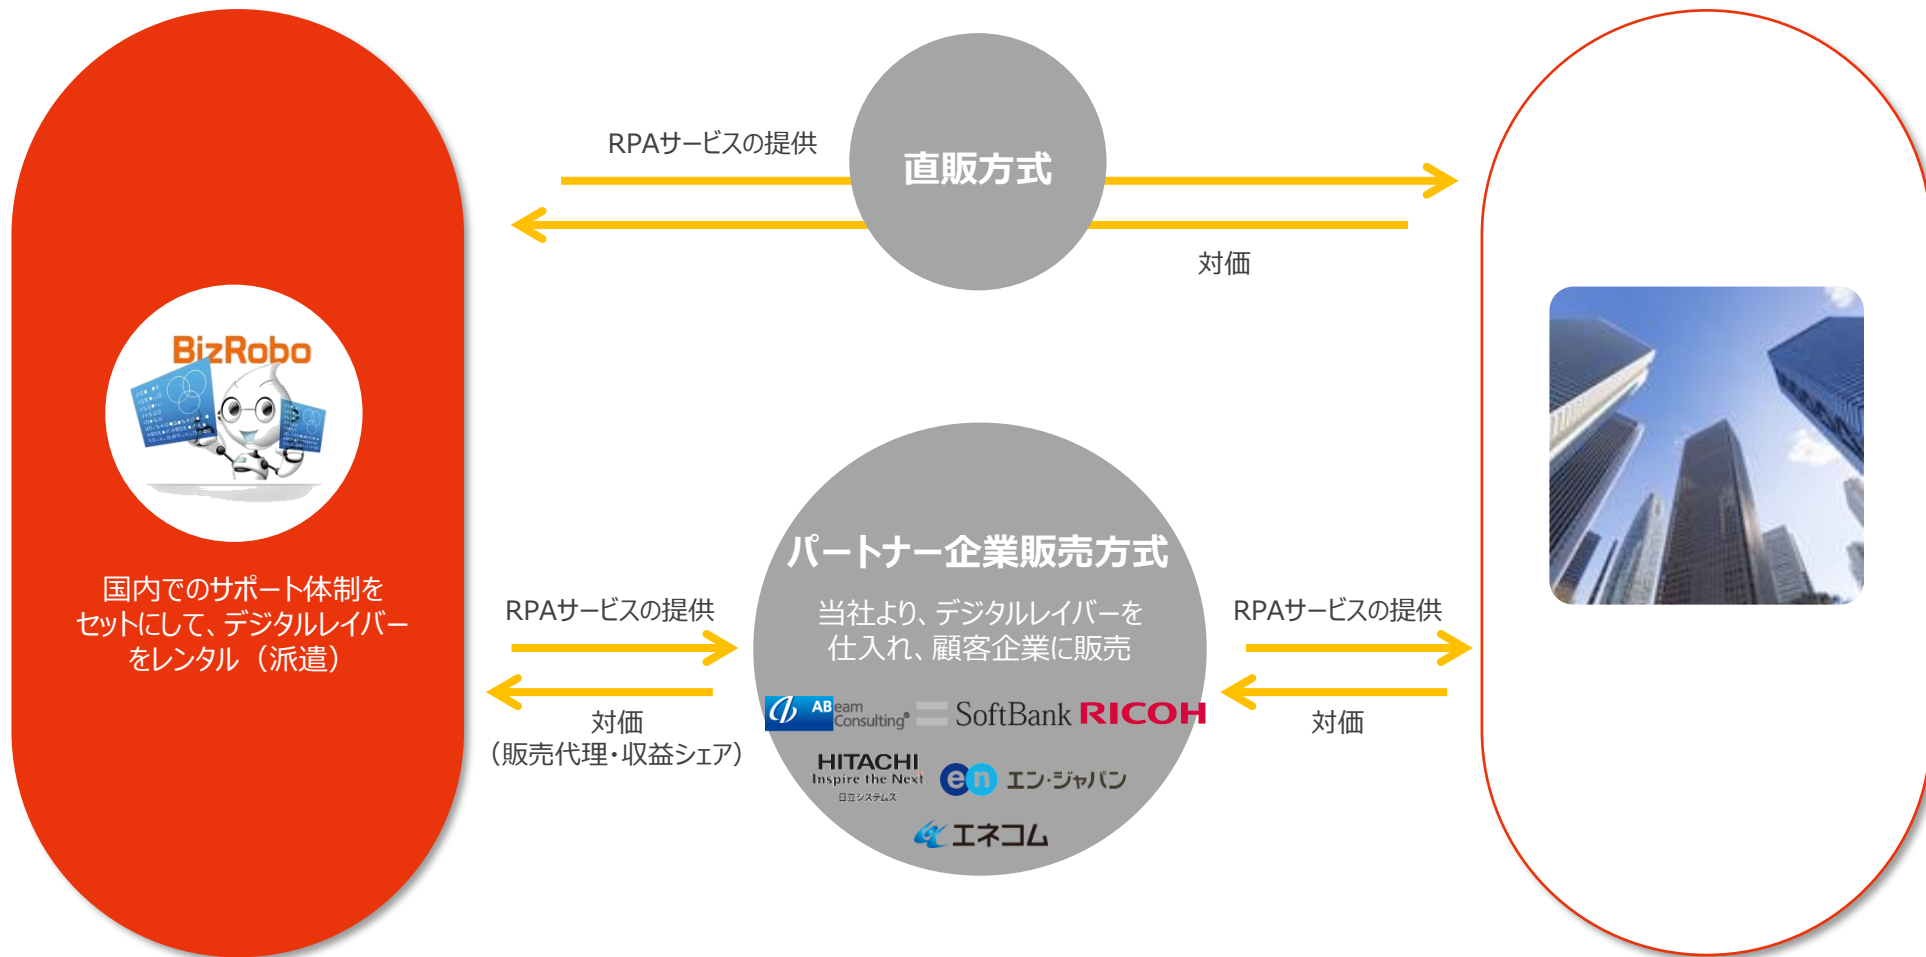 RPAサービスの提供
直販方式
対価
BizRobo
国内でのサポート体制を
セットにして、デジタルレイバー
をレンタル（派遣）
パートナー企業販売方式
当社より、デジタルレイバーを
仕入れ、顧客企業に販売
RPAサービスの提供
対価
（販売代理・収益シェア）
RPAサービスの提供
対価
ABeam
Consulting®
SoftBank
RICOH
HITACHI
Inspire the Next
日立システムズ
en エン・ジャパン
エネコム